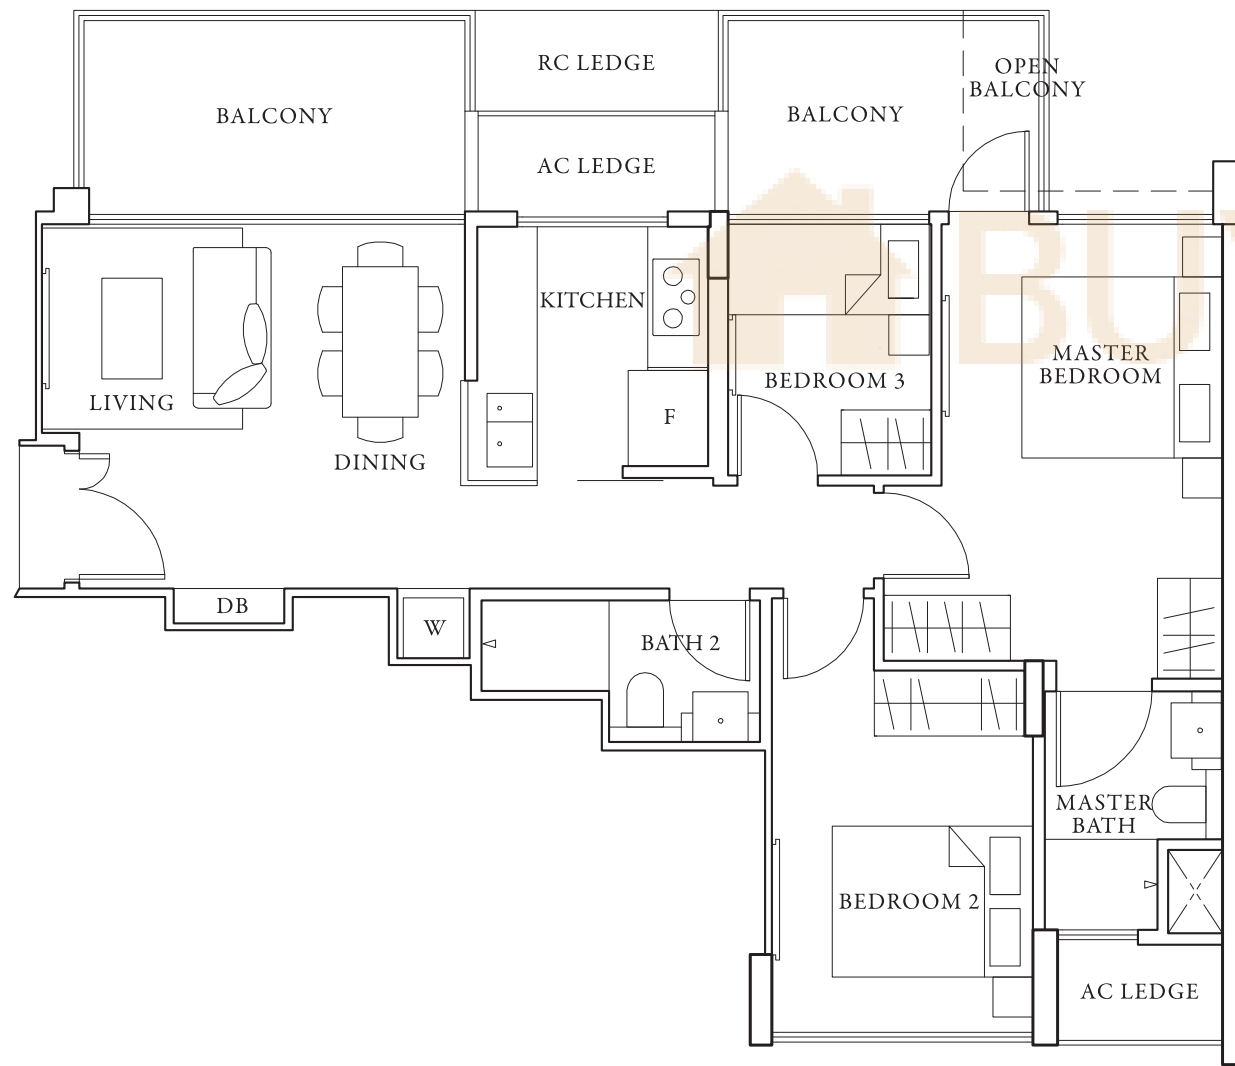 RC LEDGE
OPEN
BALCONY
BALCONY
BALCONY
AC LEDGE
BU
KITCHEN
MASTER
BEDROOM
BEDROOM 3
LIVING
F
DINING
DB
W
BATH 2
MASTER
BATH
BEDROOM 2
AC LEDGE